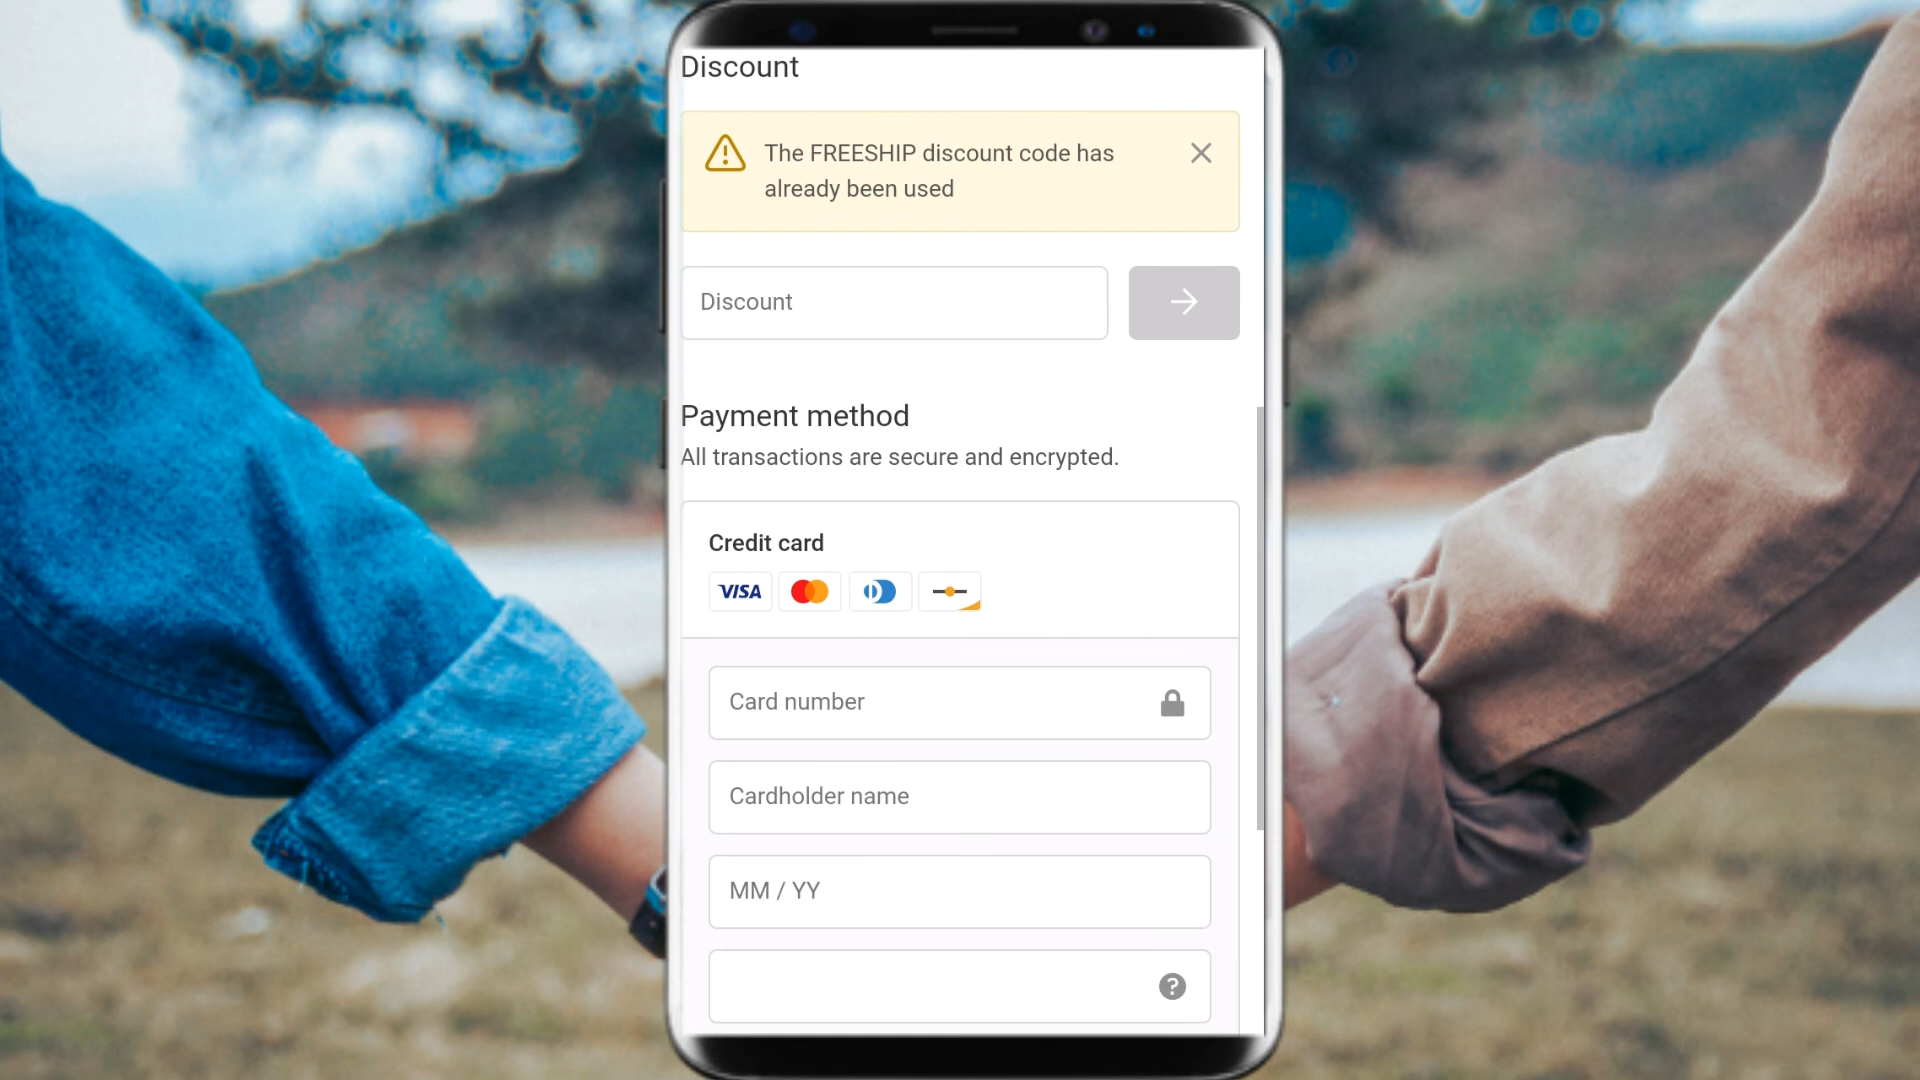 Discount
The FREESHIP discount code has
already been used
Discount
Payment method
All transactions are secure and encrypted.
Credit card
VISA
Card number
Cardholder name
MM / YY